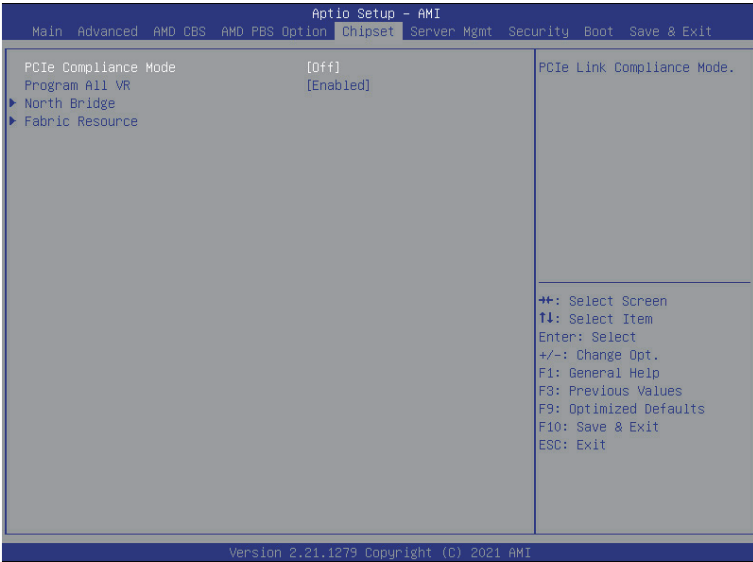 Aptio Setup – AMI
Main Advanced AMD CBS AMD PBS Option Chipset Server Mgmt Security Boot Save & Exit
PCIe Compliance Mode [Off]
Program All VR [Enabled]
North Bridge
Fabric Resource
PCIe Link Compliance Mode.
→←: Select Screen
↑↓: Select Item
Enter: Select
+/-: Change Opt.
F1: General Help
F3: Previous Values
F9: Optimized Defaults
F10: Save & Exit
ESC: Exit
Version 2.21.1279 Copyright (C) 2021 AMI